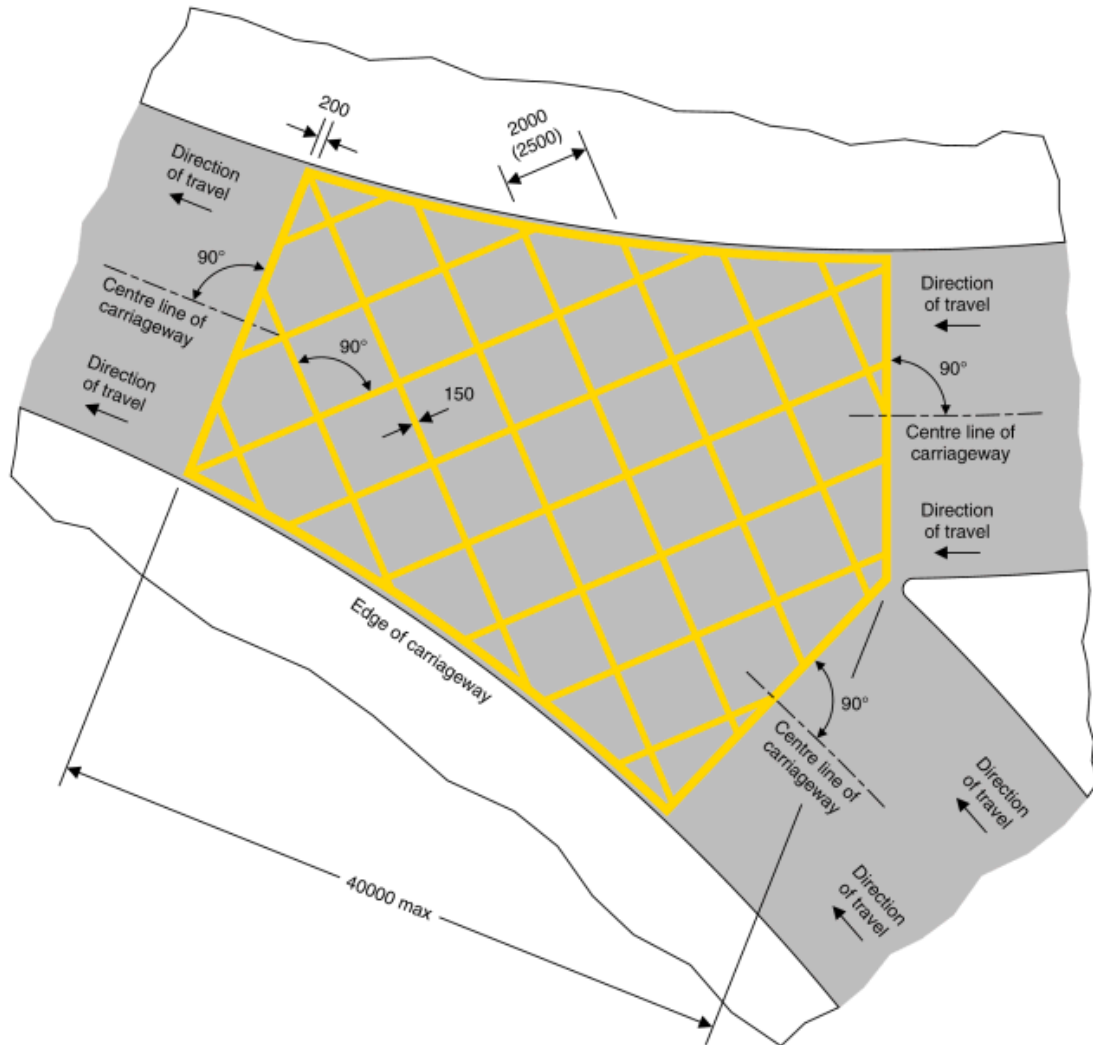 200
2000
(2500)
Direction
of travel
90°
Centre line of
carriageway
Direction
of travel
90°
Direction
of travel
90°
150
Centre line of
carriageway
Direction
of travel
Edge of carriageway
90°
Centre line of
carriageway
Direction
of travel
40000 max
Direction
of travel